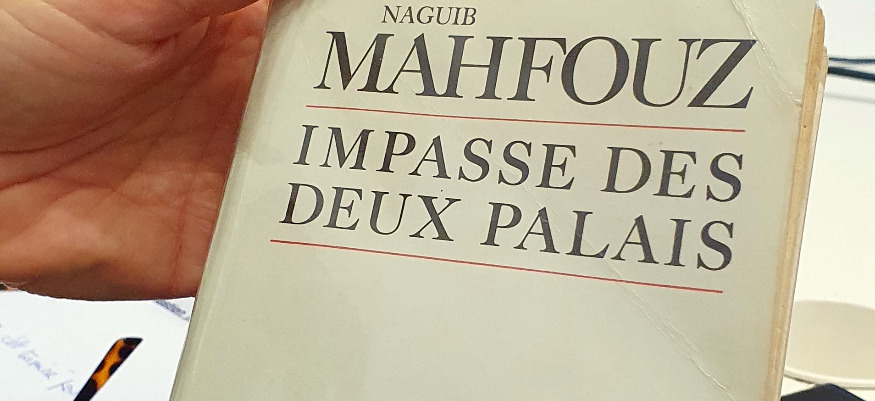 NAGUIB
MAHFOUZ
IMPASSE DES
DEUX PALAIS